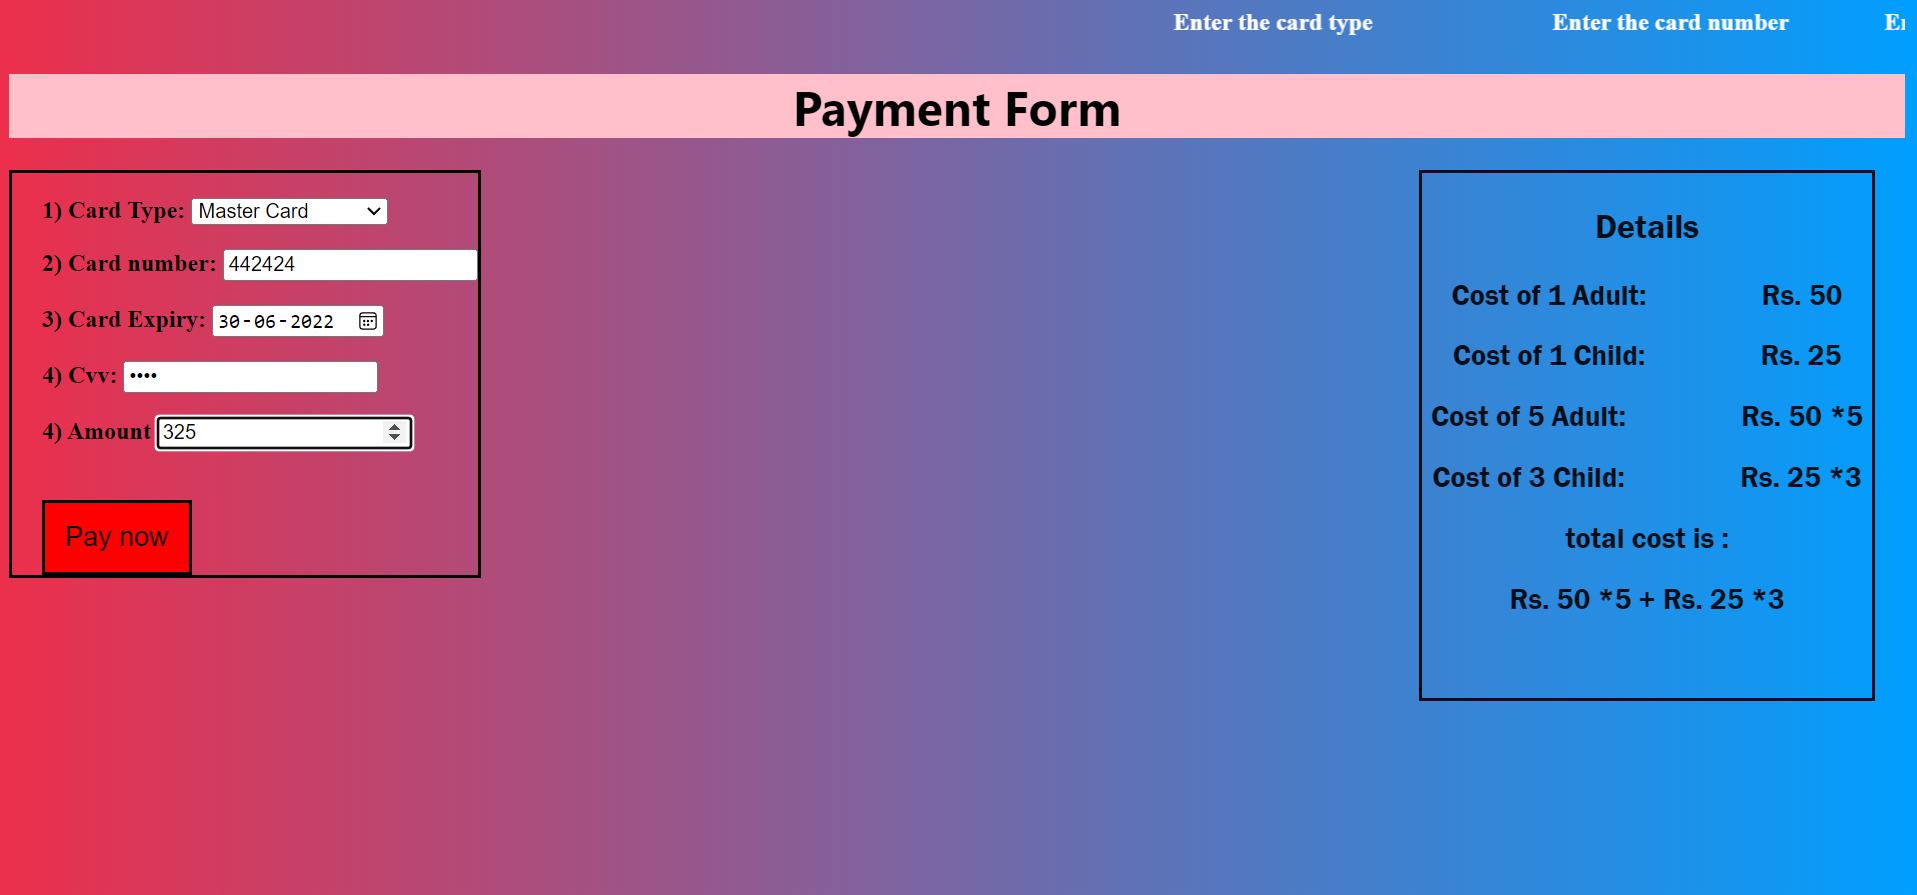 Enter the card type Enter the card number
Payment Form
1) Card Type: Master Card
2) Card number: 442424
3) Card Expiry: 30-06-2022
4) Cvv: ••••
4) Amount 325
Pay now
Details
Cost of 1 Adult: Rs. 50
Cost of 1 Child: Rs. 25
Cost of 5 Adult: Rs. 50 *5
Cost of 3 Child: Rs. 25 *3
total cost is :
Rs. 50 *5 + Rs. 25 *3